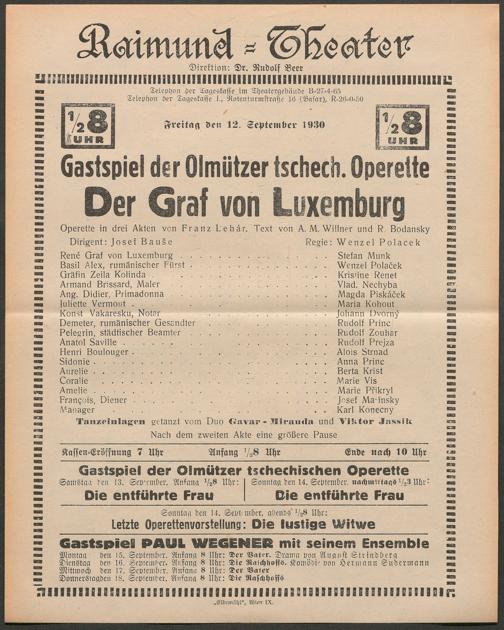 Raimund = Theater
Direktion: Dr. Rudolf Beer
Telephon der Tageskasse im Theatergebäude B-27-4-65
Telephon der Tageskasse I., Rotenturmstraße 16 (Basar), R-26-0-50
1/2 8 UHR
Freitag den 12. September 1930
1/2 8 UHR
Gastspiel der Olmützer tschech. Operette
Der Graf von Luxemburg
Operette in drei Akten von Franz Lehár. Text von A. M. Willner und R. Bodansky
Dirigent: Josef Bauše Regie: Wenzel Polacek
René Graf von Luxemburg . . . Stefan Munk
Basil Alex, rumänischer Fürst . . . Wenzel Polaček
Gräfin Zeila Kolinda . . . Kristine Renet
Armand Brissard, Maler . . . Vlad. Nechyba
Ang. Didier, Primadonna . . . Magda Piskáček
Juliette Vermout . . . Maria Kohout
Konst Vakaresku, Notar . . . Johann Dvorný
Demeter, rumänischer Gesandter . . . Rudolf Princ
Pelegrin, städtischer Beamter . . . Rudolf Zouhar
Anatol Saville . . . Rudolf Prejza
Henri Boulouger . . . Alois Strnad
Sidonie . . . Anna Princ
Aurelie . . . Berta Krist
Coralie . . . Marie Vis
Amelie . . . Marie Přikryl
François, Diener . . . Josef Malinsky
Manager . . . Karl Konecny
Tanzeinlagen getanzt vom Duo Gavar-Mirauda und Viktor Jassik
Nach dem zweiten Akte eine größere Pause
Kassen-Eröffnung 7 Uhr Anfang 1/2 8 Uhr Ende nach 10 Uhr
Gastspiel der Olmützer tschechischen Operette
Samstag den 13. September, Anfang 1/2 8 Uhr:
Die entführte Frau
Sonntag den 14. September, nachmittags 1/2 3 Uhr:
Die entführte Frau
Sonntag den 14. September, abends 1/2 8 Uhr:
Letzte Operettenvorstellung: Die lustige Witwe
Gastspiel PAUL WEGENER mit seinem Ensemble
Montag den 15. September. Anfang 8 Uhr: Der Vater. Drama von August Strindberg
Dienstag den 16. September. Anfang 8 Uhr: Die Raschhoffs. Komödie von Hermann Sudermann
Mittwoch den 17. September. Anfang 8 Uhr: Der Vater
Donnerstag den 18. September. Anfang 8 Uhr: Die Raschhoffs
„Elbemühl“, Wien IX.